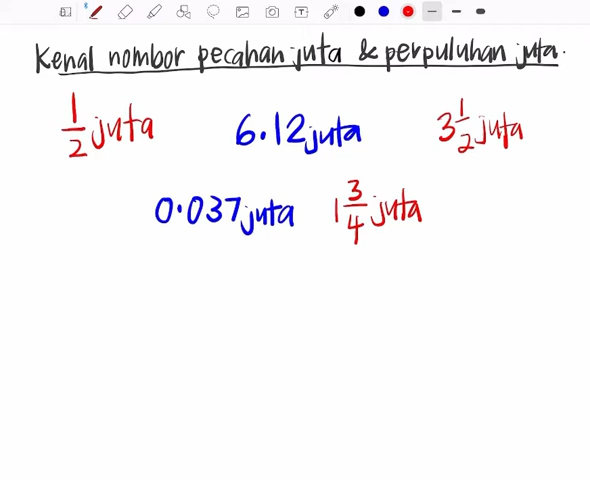 Kenal nombor pecahan juta & perpuluhan juta.
1/2 juta 6.12 juta 3 1/2 juta
0.037 juta 1 3/4 juta